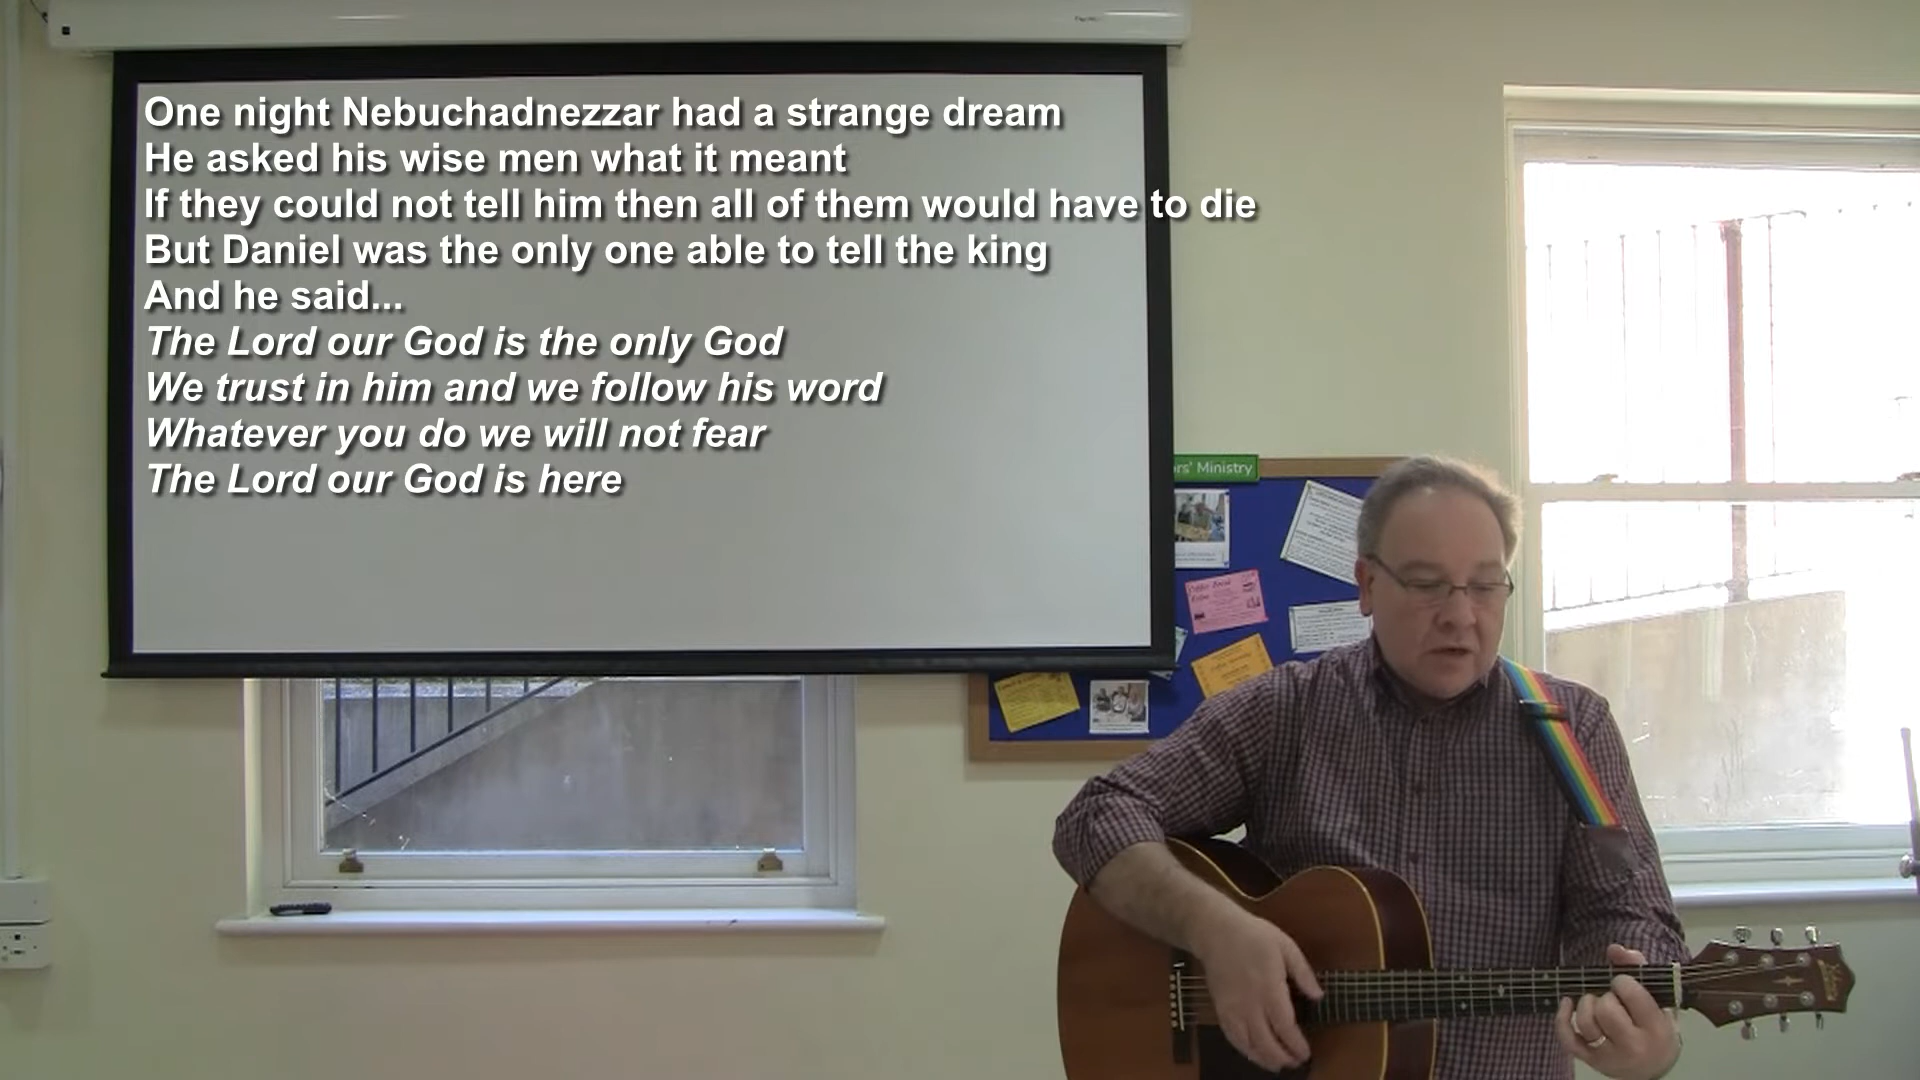 One night Nebuchadnezzar had a strange dream
He asked his wise men what it meant
If they could not tell him then all of them would have to die
But Daniel was the only one able to tell the king
And he said...
The Lord our God is the only God
We trust in him and we follow his word
Whatever you do we will not fear
The Lord our God is here
rs' Ministry